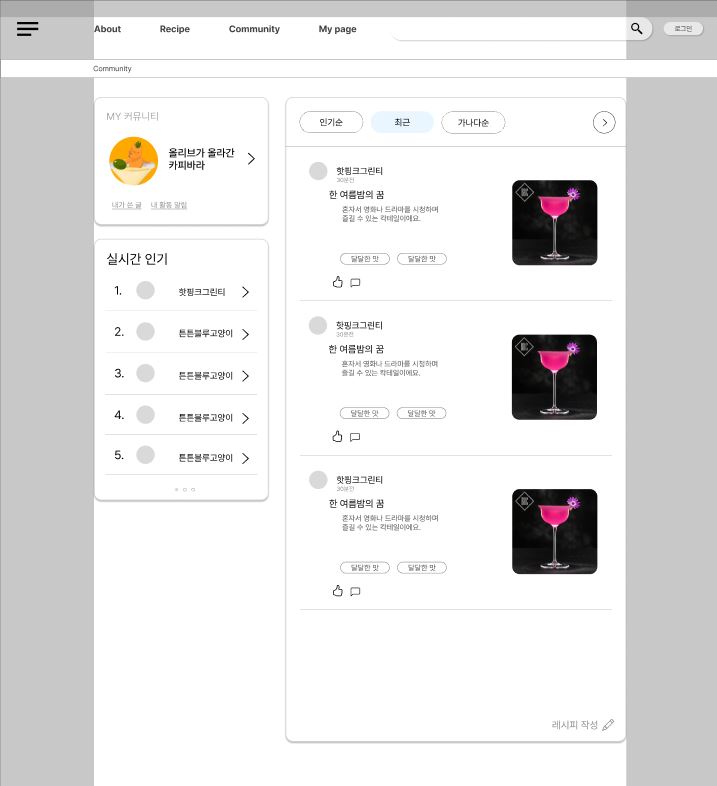 About
Recipe
Community
My page
로그인
Community
MY 커뮤니티
올리브가 올라간
카피바라
내가 쓴 글
내 활동 알림
실시간 인기
1.
핫핑크그린티
2.
튼튼블루고양이
3.
튼튼블루고양이
4.
튼튼블루고양이
5.
튼튼블루고양이
인기순
최근
가나다순
핫핑크그린티
30분전
한 여름밤의 꿈
혼자서 영화나 드라마를 시청하며
즐길 수 있는 칵테일이에요.
달달한 맛
달달한 맛
핫핑크그린티
30분전
한 여름밤의 꿈
혼자서 영화나 드라마를 시청하며
즐길 수 있는 칵테일이에요.
달달한 맛
달달한 맛
핫핑크그린티
30분전
한 여름밤의 꿈
혼자서 영화나 드라마를 시청하며
즐길 수 있는 칵테일이에요.
달달한 맛
달달한 맛
레시피 작성